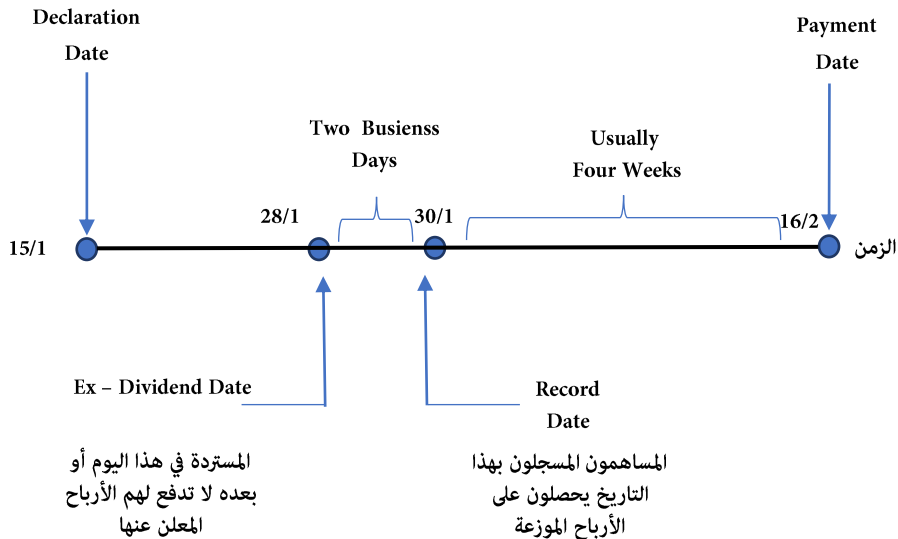 Declaration
Date
Payment
Date
Two Busienss
Days
Usually
Four Weeks
28/1
30/1
16/2
15/1
الزمن
Ex – Dividend Date
Record
Date
المستردة في هذا اليوم أو
بعده لا تدفع لهم الأرباح
المعلن عنها
المساهمون المسجلون بهذا
التاريخ يحصلون على
الأرباح الموزعة